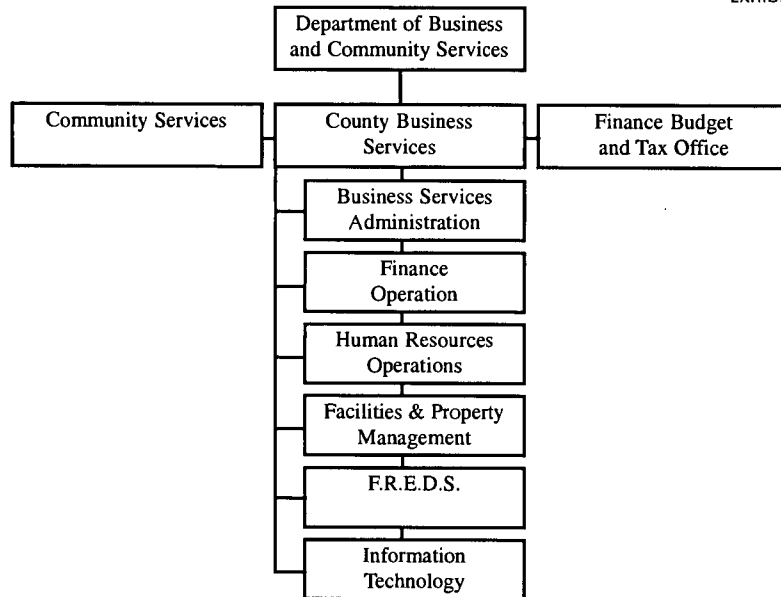 Department of Business
and Community Services
Community Services
County Business
Services
Finance Budget
and Tax Office
Business Services
Administration
Finance
Operation
Human Resources
Operations
Facilities & Property
Management
F.R.E.D.S.
Information
Technology